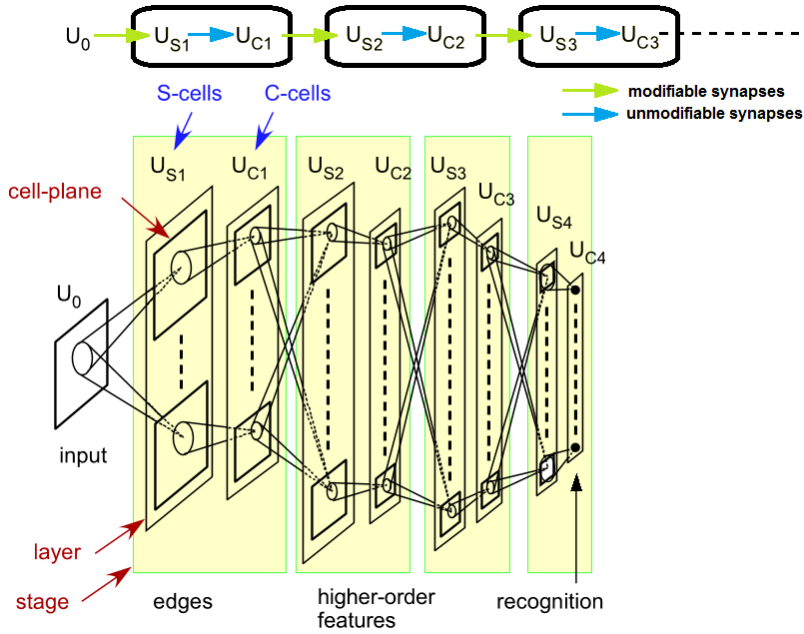 U0 US1 UC1 US2 UC2 US3 UC3
modifiable synapses
unmodifiable synapses
S-cells C-cells
US1 UC1 US2 UC2 US3 UC3 US4 UC4
cell-plane
U0
input
layer
stage
edges
higher-order
features
recognition